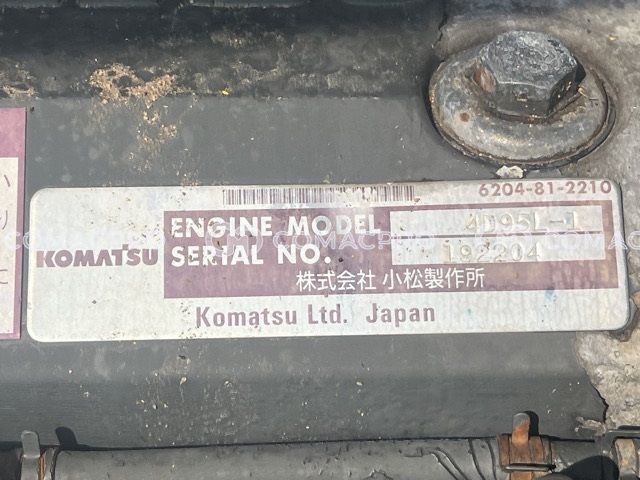 6204-81-2210
KOMATSU
ENGINE MODEL 4D95L-1
SERIAL NO. 192204
株式会社 小松製作所
Komatsu Ltd. Japan